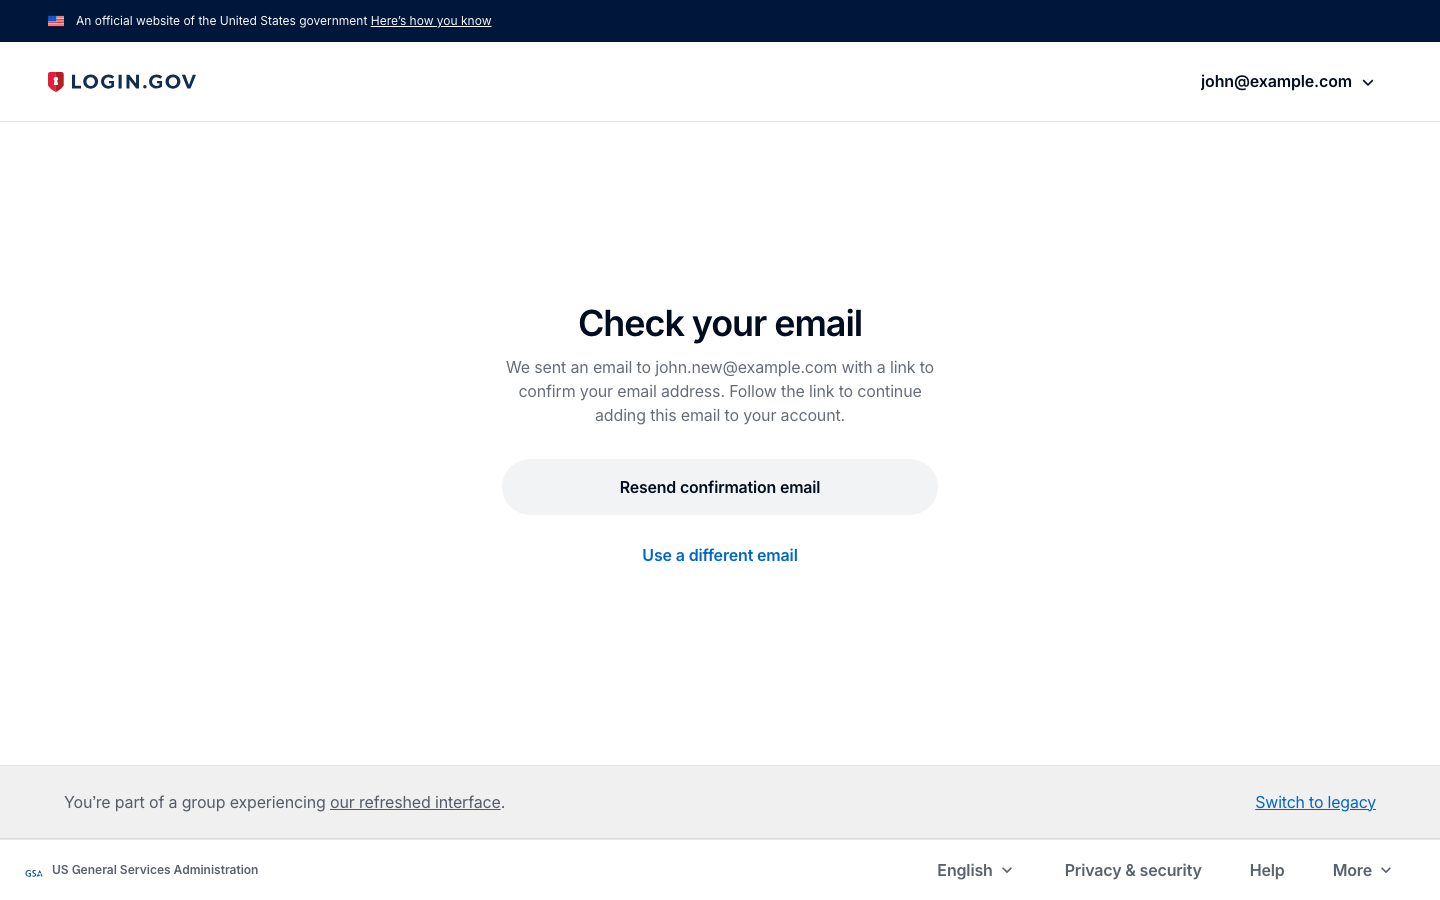 An official website of the United States government Here’s how you know
LOGIN.GOV
john@example.com
Check your email
We sent an email to john.new@example.com with a link to
confirm your email address. Follow the link to continue
adding this email to your account.
Resend confirmation email
Use a different email
You’re part of a group experiencing our refreshed interface.
Switch to legacy
GSA US General Services Administration
English
Privacy & security
Help
More